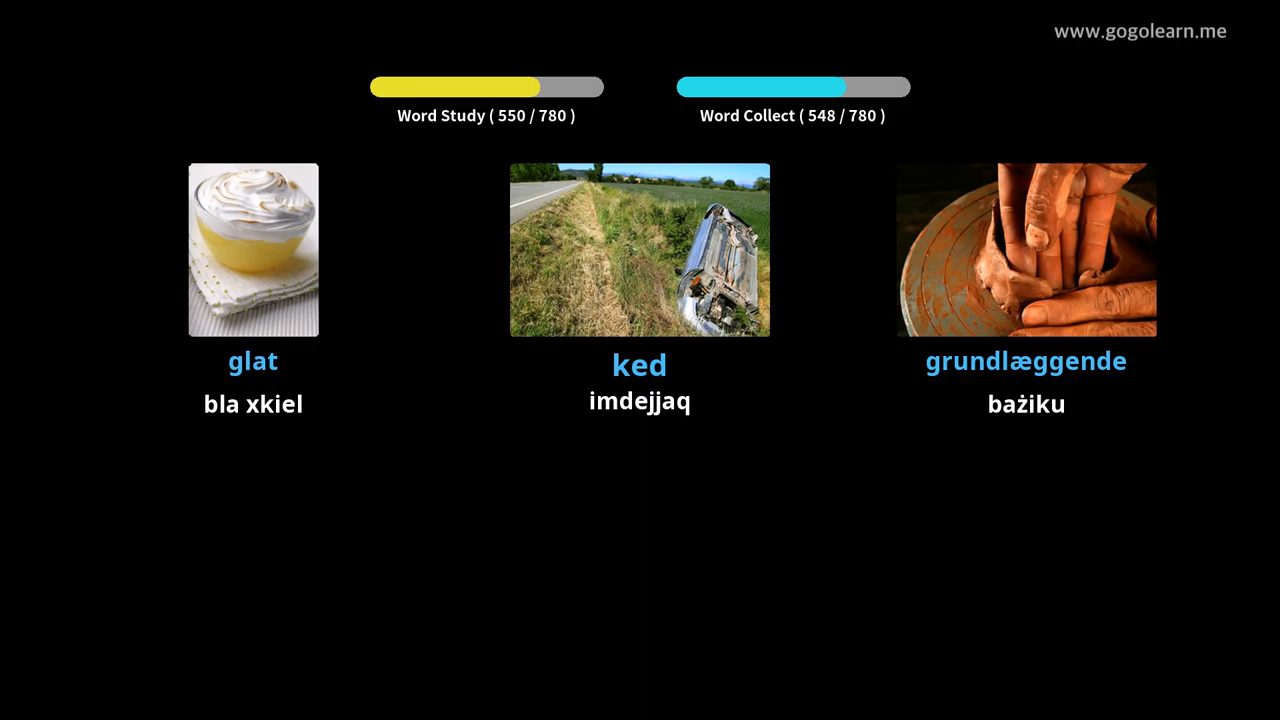 www.gogolearn.me
Word Study ( 550 / 780 )
Word Collect ( 548 / 780 )
glat
bla xkiel
ked
imdejjaq
grundlæggende
bażiku